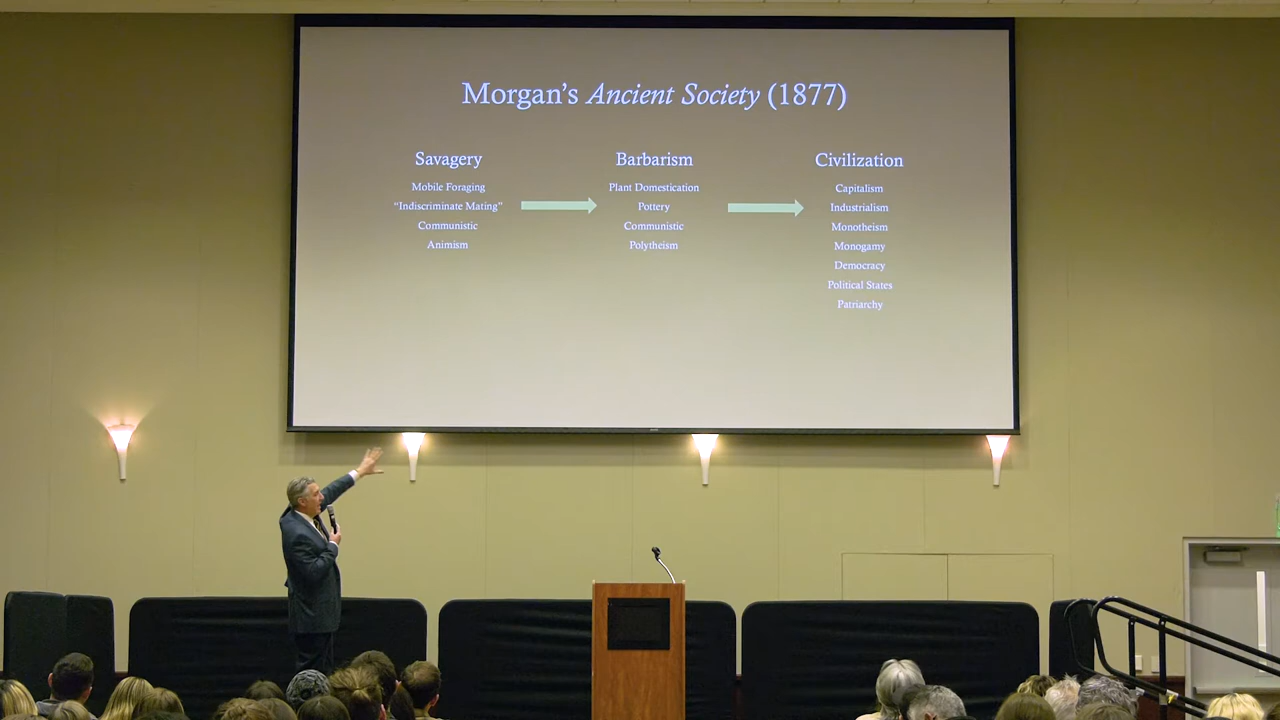 Morgan's Ancient Society (1877)
Savagery
Mobile Foraging
“Indiscriminate Mating”
Communistic
Animism
Barbarism
Plant Domestication
Pottery
Communistic
Polytheism
Civilization
Capitalism
Industrialism
Monotheism
Monogamy
Democracy
Political States
Patriarchy